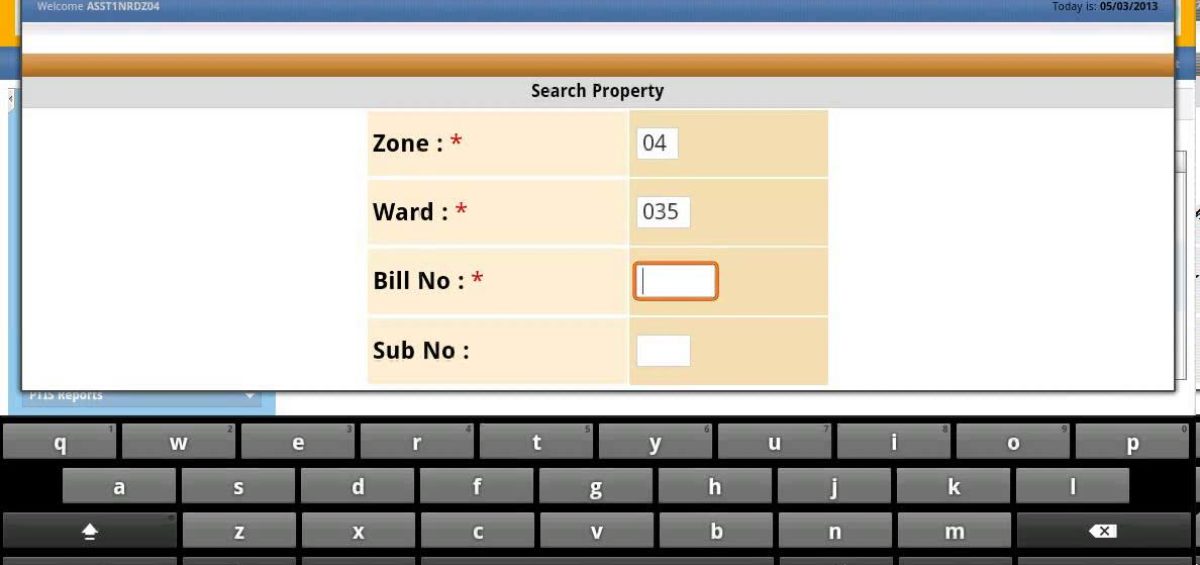 Welcome ASST1NRDZ04
Today is: 05/03/2013
Search Property
Zone : * 04
Ward : * 035
Bill No : *
Sub No :
PTIS Reports
q 1 w 2 e 3 r 4 t 5 y 6 u 7 i 8 o 9 p 0
a s d f g h j k l
z x c v b n m